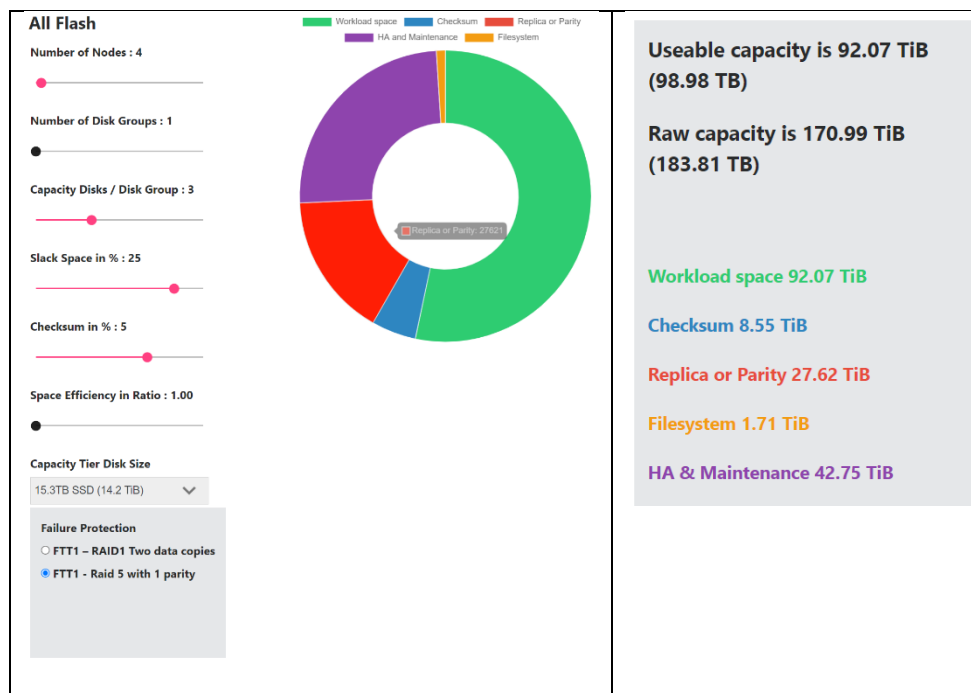 All Flash
Number of Nodes : 4
Number of Disk Groups : 1
Capacity Disks / Disk Group : 3
Slack Space in % : 25
Checksum in % : 5
Space Efficiency in Ratio : 1.00
Capacity Tier Disk Size
15.3TB SSD (14.2 TiB)
Failure Protection
FTT1 – RAID1 Two data copies
FTT1 - Raid 5 with 1 parity
Workload space Checksum Replica or Parity
HA and Maintenance Filesystem
Replica or Parity: 27621
Useable capacity is 92.07 TiB
(98.98 TB)
Raw capacity is 170.99 TiB
(183.81 TB)
Workload space 92.07 TiB
Checksum 8.55 TiB
Replica or Parity 27.62 TiB
Filesystem 1.71 TiB
HA & Maintenance 42.75 TiB